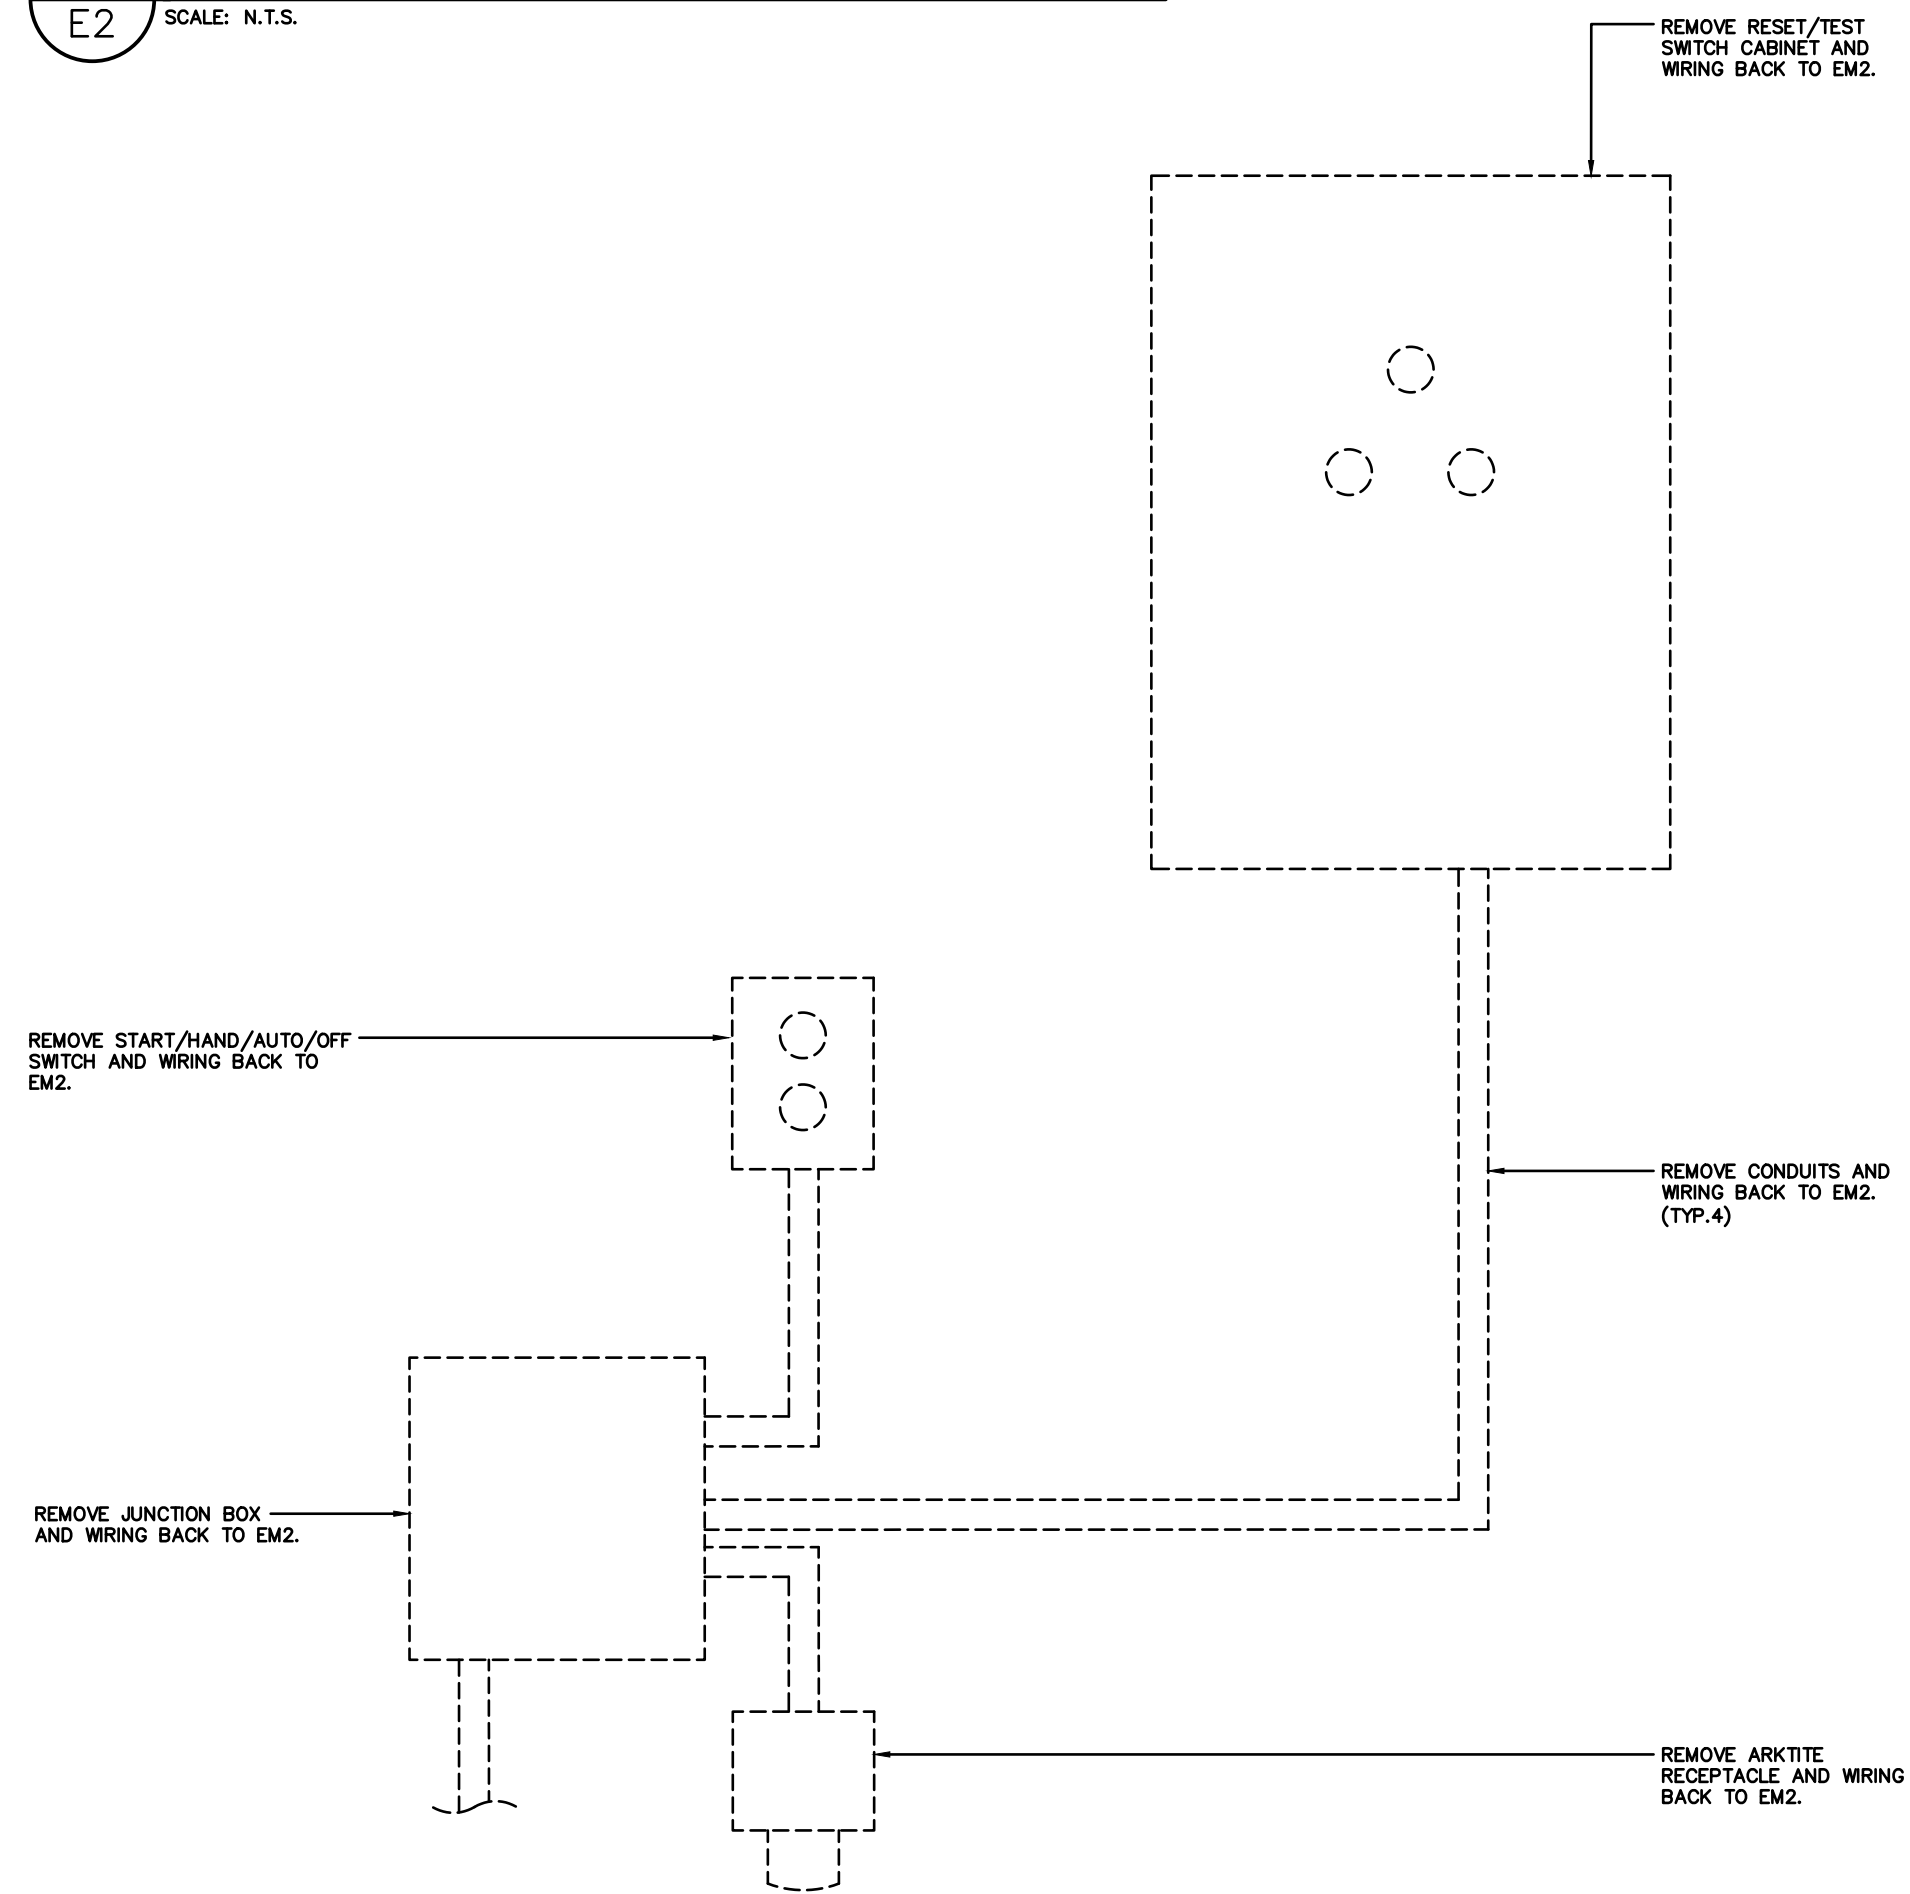 E2
SCALE: N.T.S.
REMOVE RESET/TEST
SWITCH CABINET AND
WIRING BACK TO EM2.
REMOVE START/HAND/AUTO/OFF
SWITCH AND WIRING BACK TO
EM2.
REMOVE CONDUITS AND
WIRING BACK TO EM2.
(TYP.4)
REMOVE JUNCTION BOX
AND WIRING BACK TO EM2.
REMOVE ARKTITE
RECEPTACLE AND WIRING
BACK TO EM2.